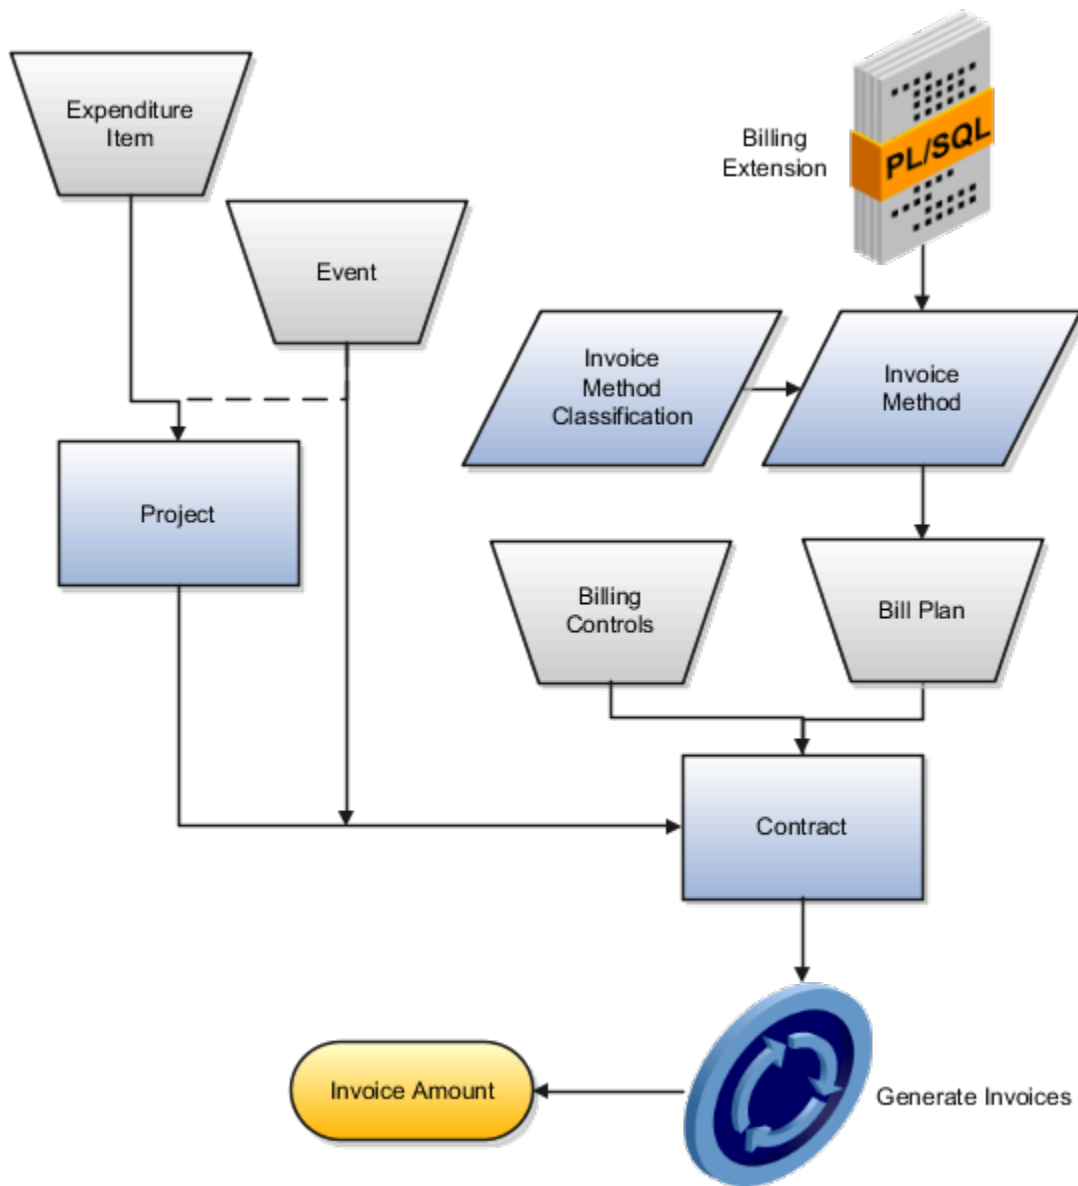 Expenditure
Item
Billing
Extension
PL/SQL
Event
Invoice
Method
Classification
Invoice
Method
Project
Billing
Controls
Bill Plan
Contract
Invoice Amount
Generate Invoices